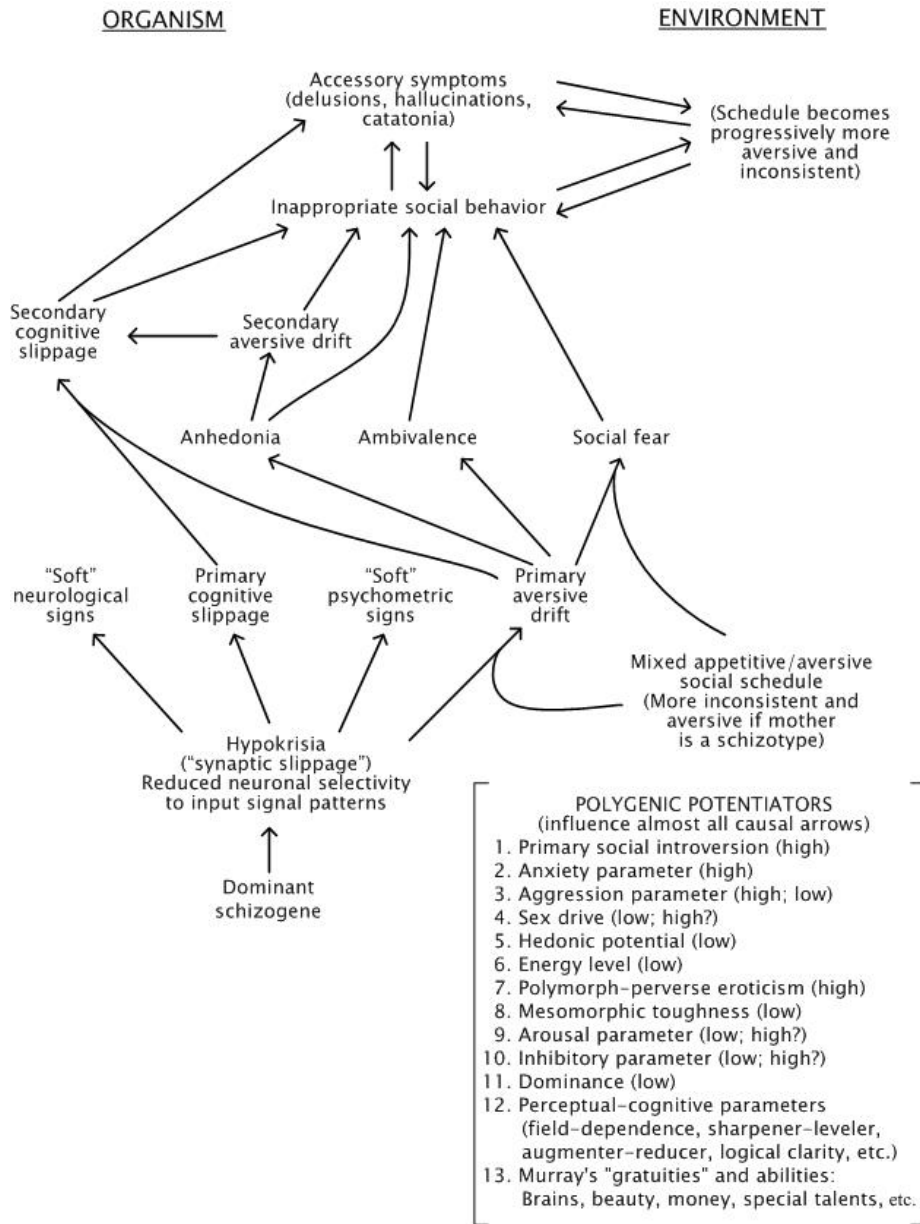 ORGANISM
ENVIRONMENT
Accessory symptoms
(delusions, hallucinations,
catatonia)
(Schedule becomes
progressively more
aversive and
inconsistent)
Inappropriate social behavior
Secondary
cognitive
slippage
Secondary
aversive drift
Anhedonia
Ambivalence
Social fear
“Soft”
neurological
signs
Primary
cognitive
slippage
“Soft”
psychometric
signs
Primary
aversive
drift
Mixed appetitive/aversive
social schedule
(More inconsistent and
aversive if mother
is a schizotype)
Hypokrisia
(“synaptic slippage”)
Reduced neuronal selectivity
to input signal patterns
Dominant
schizogene
POLYGENIC POTENTIATORS
(influence almost all causal arrows)
1. Primary social introversion (high)
2. Anxiety parameter (high)
3. Aggression parameter (high; low)
4. Sex drive (low; high?)
5. Hedonic potential (low)
6. Energy level (low)
7. Polymorph-perverse eroticism (high)
8. Mesomorphic toughness (low)
9. Arousal parameter (low; high?)
10. Inhibitory parameter (low; high?)
11. Dominance (low)
12. Perceptual-cognitive parameters
(field-dependence, sharpener-leveler,
augmenter-reducer, logical clarity, etc.)
13. Murray's "gratuities" and abilities:
Brains, beauty, money, special talents, etc.